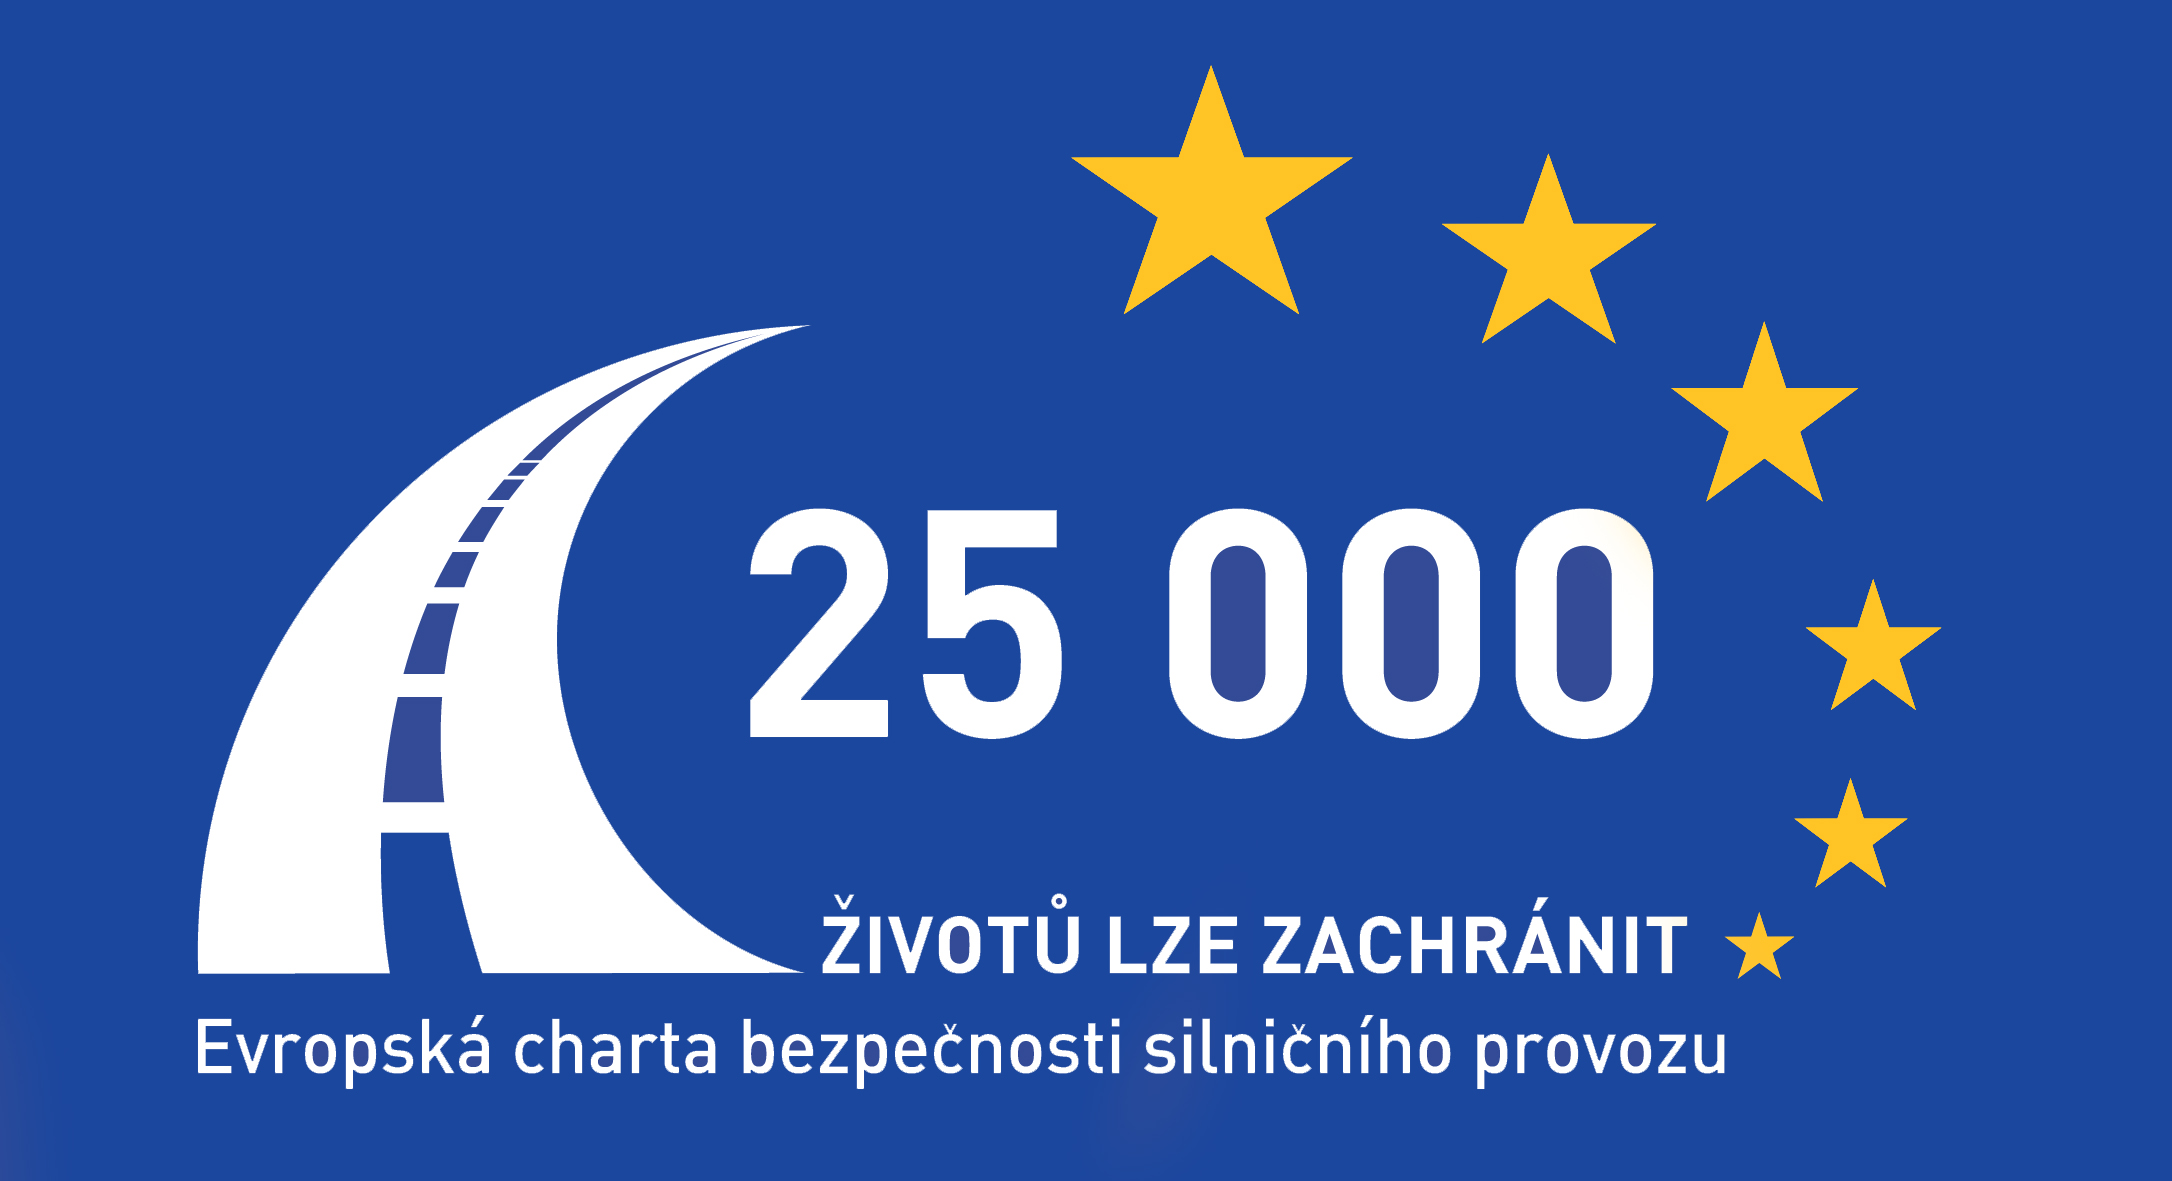 25 000
ŽIVOTŮ LZE ZACHRÁNIT
Evropská charta bezpečnosti silničního provozu